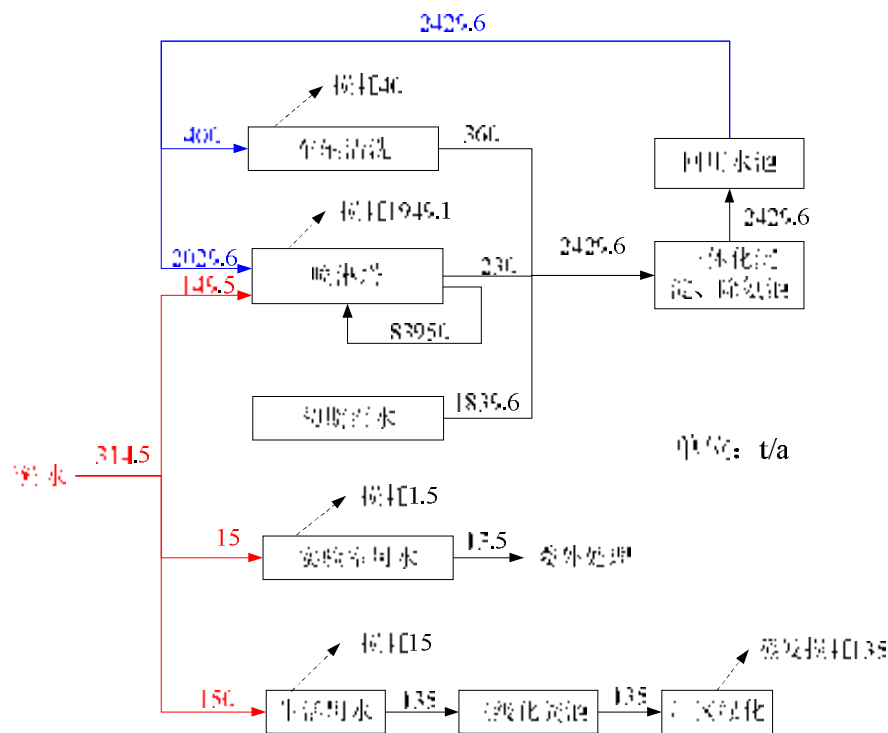 2429.6
损耗40
400
车辆清洗
360
回用水池
损耗1949.1
2029.6
149.5
喷淋塔
230
2429.6
2429.6
一体化沉
淀、除氨池
83950
初期雨水
1839.6
单位：t/a
新鲜水
314.5
损耗1.5
15
实验室用水
13.5
委外处理
损耗15
蒸发损耗135
150
生活用水
135
三级化粪池
135
厂区绿化